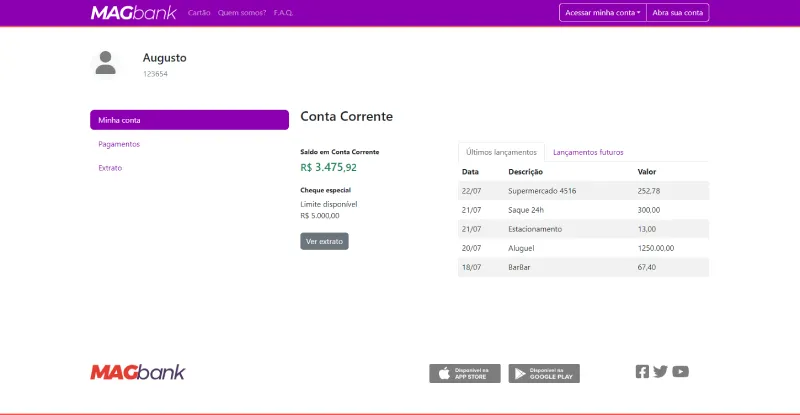 MAGbank Cartão Quem somos? F.A.Q. Acessar minha conta Abra sua conta
Augusto
123654
Minha conta
Pagamentos
Extrato
Conta Corrente
Saldo em Conta Corrente
R$ 3.475,92
Cheque especial
Limite disponível
R$ 5.000,00
Ver extrato
Últimos lançamentos Lançamentos futuros
Data Descrição Valor
22/07 Supermercado 4516 252,78
21/07 Saque 24h 300,00
21/07 Estacionamento 13,00
20/07 Aluguel 1250.00,00
18/07 BarBar 67,40
MAGbank
Disponível na
APP STORE
Disponível no
GOOGLE PLAY